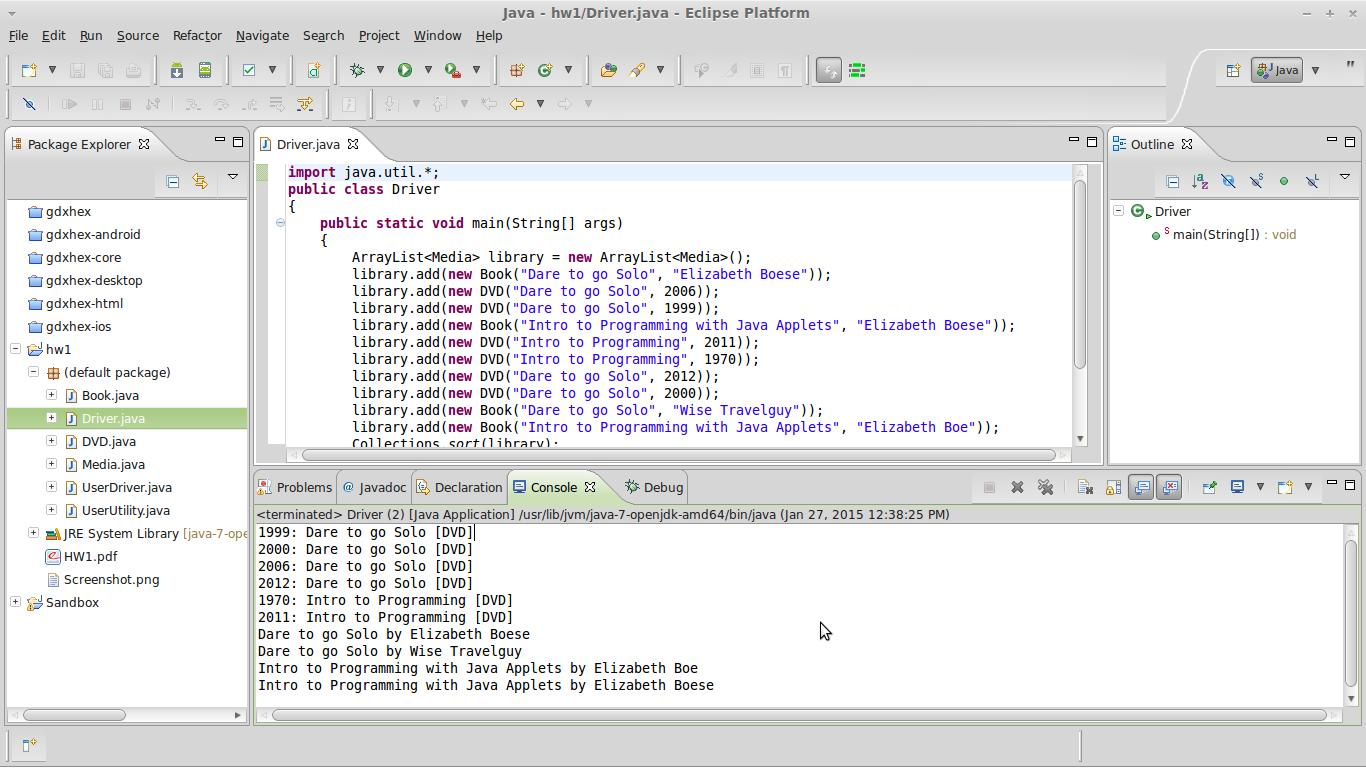 Java - hw1/Driver.java - Eclipse Platform
File Edit Run Source Refactor Navigate Search Project Window Help
Java
Package Explorer
gdxhex
gdxhex-android
gdxhex-core
gdxhex-desktop
gdxhex-html
gdxhex-ios
hw1
(default package)
Book.java
Driver.java
DVD.java
Media.java
UserDriver.java
UserUtility.java
JRE System Library [java-7-ope
HW1.pdf
Screenshot.png
Sandbox
Driver.java
import java.util.*;
public class Driver
{
public static void main(String[] args)
{
ArrayList<Media> library = new ArrayList<Media>();
library.add(new Book("Dare to go Solo", "Elizabeth Boese"));
library.add(new DVD("Dare to go Solo", 2006));
library.add(new DVD("Dare to go Solo", 1999));
library.add(new Book("Intro to Programming with Java Applets", "Elizabeth Boese"));
library.add(new DVD("Intro to Programming", 2011));
library.add(new DVD("Intro to Programming", 1970));
library.add(new DVD("Dare to go Solo", 2012));
library.add(new DVD("Dare to go Solo", 2000));
library.add(new Book("Dare to go Solo", "Wise Travelguy"));
library.add(new Book("Intro to Programming with Java Applets", "Elizabeth Boe"));
Collections.sort(library);
Outline
Driver
main(String[]) : void
Problems @ Javadoc Declaration Console Debug
<terminated> Driver (2) [Java Application] /usr/lib/jvm/java-7-openjdk-amd64/bin/java (Jan 27, 2015 12:38:25 PM)
1999: Dare to go Solo [DVD]
2000: Dare to go Solo [DVD]
2006: Dare to go Solo [DVD]
2012: Dare to go Solo [DVD]
1970: Intro to Programming [DVD]
2011: Intro to Programming [DVD]
Dare to go Solo by Elizabeth Boese
Dare to go Solo by Wise Travelguy
Intro to Programming with Java Applets by Elizabeth Boe
Intro to Programming with Java Applets by Elizabeth Boese